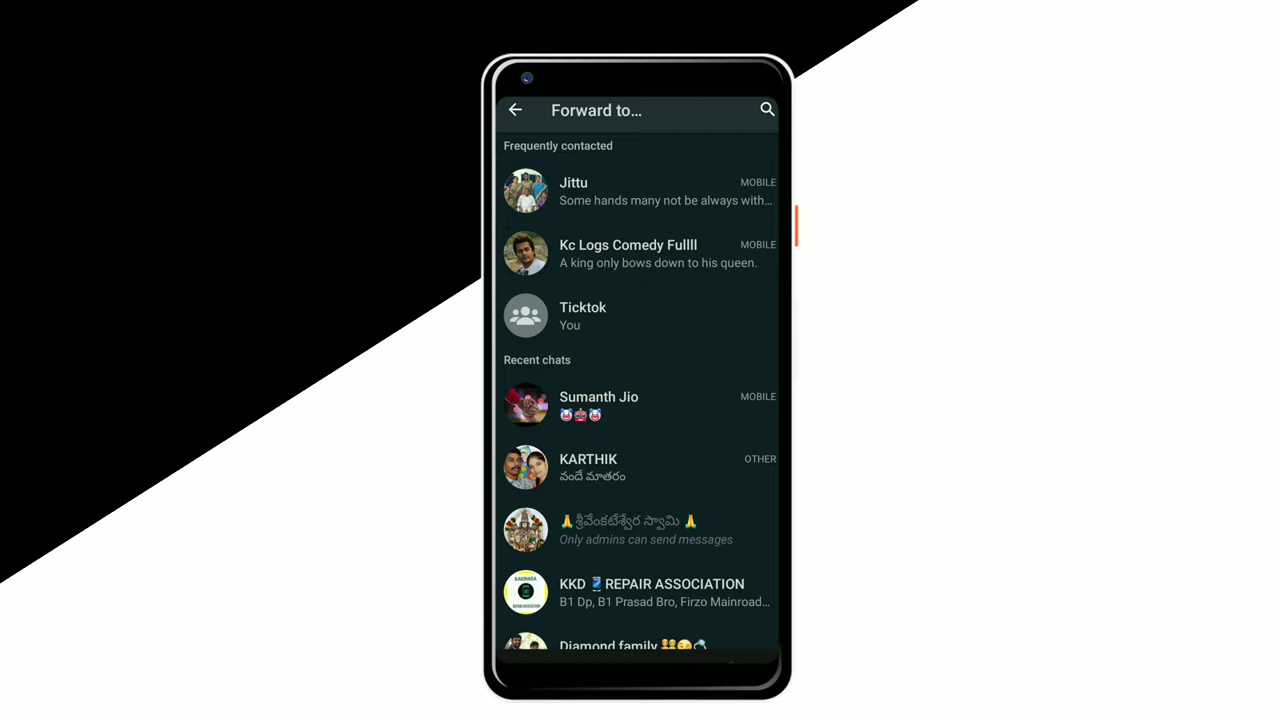 Forward to...
Frequently contacted
Jittu MOBILE
Some hands many not be always with...
Kc Logs Comedy Fullll MOBILE
A king only bows down to his queen.
Ticktok
You
Recent chats
Sumanth Jio MOBILE
🤡🤖🤡
KARTHIK OTHER
వందే మాతరం
🙏శ్రీవేంకటేశ్వర స్వామి 🙏
Only admins can send messages
KKD 📱REPAIR ASSOCIATION
B1 Dp, B1 Prasad Bro, Firzo Mainroad...
Diamond family